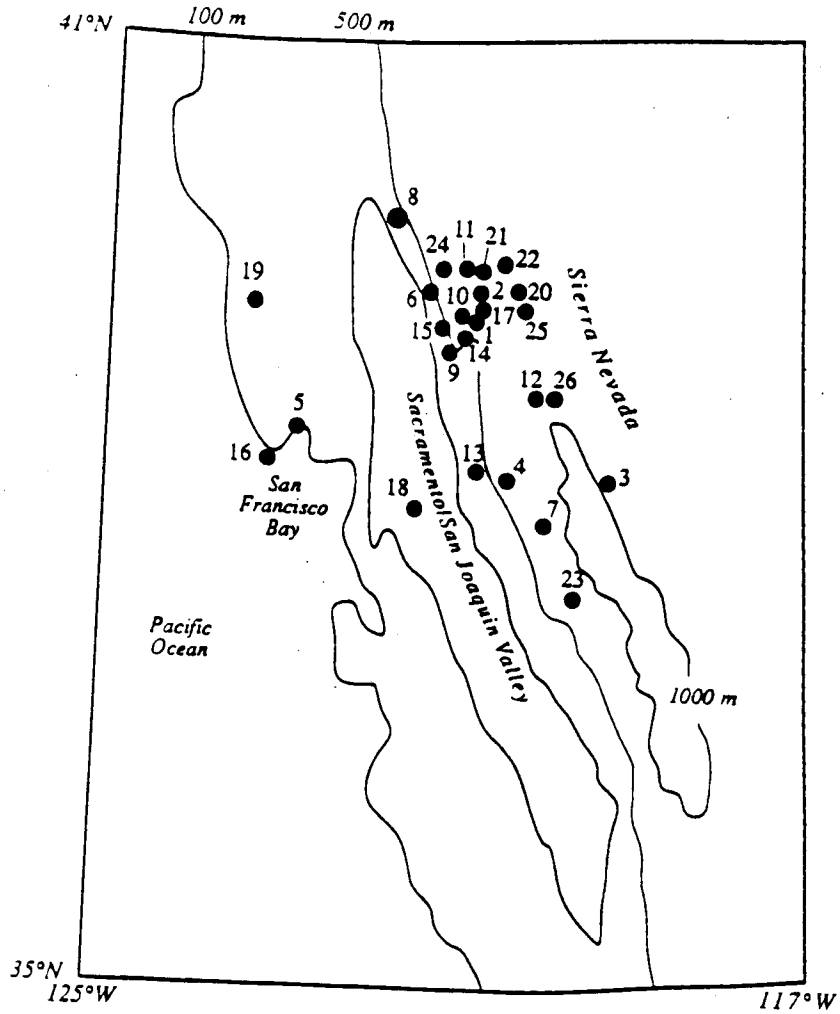 41°N
100 m
500 m
8
11
21
24
22
19
6
10
2
20
17
25
15
1
14
9
Sierra Nevada
12 26
5
16
13
4
3
San
Francisco
Bay
18
7
Sacramento/San Joaquin Valley
23
Pacific
Ocean
1000 m
35°N
125°W
117°W